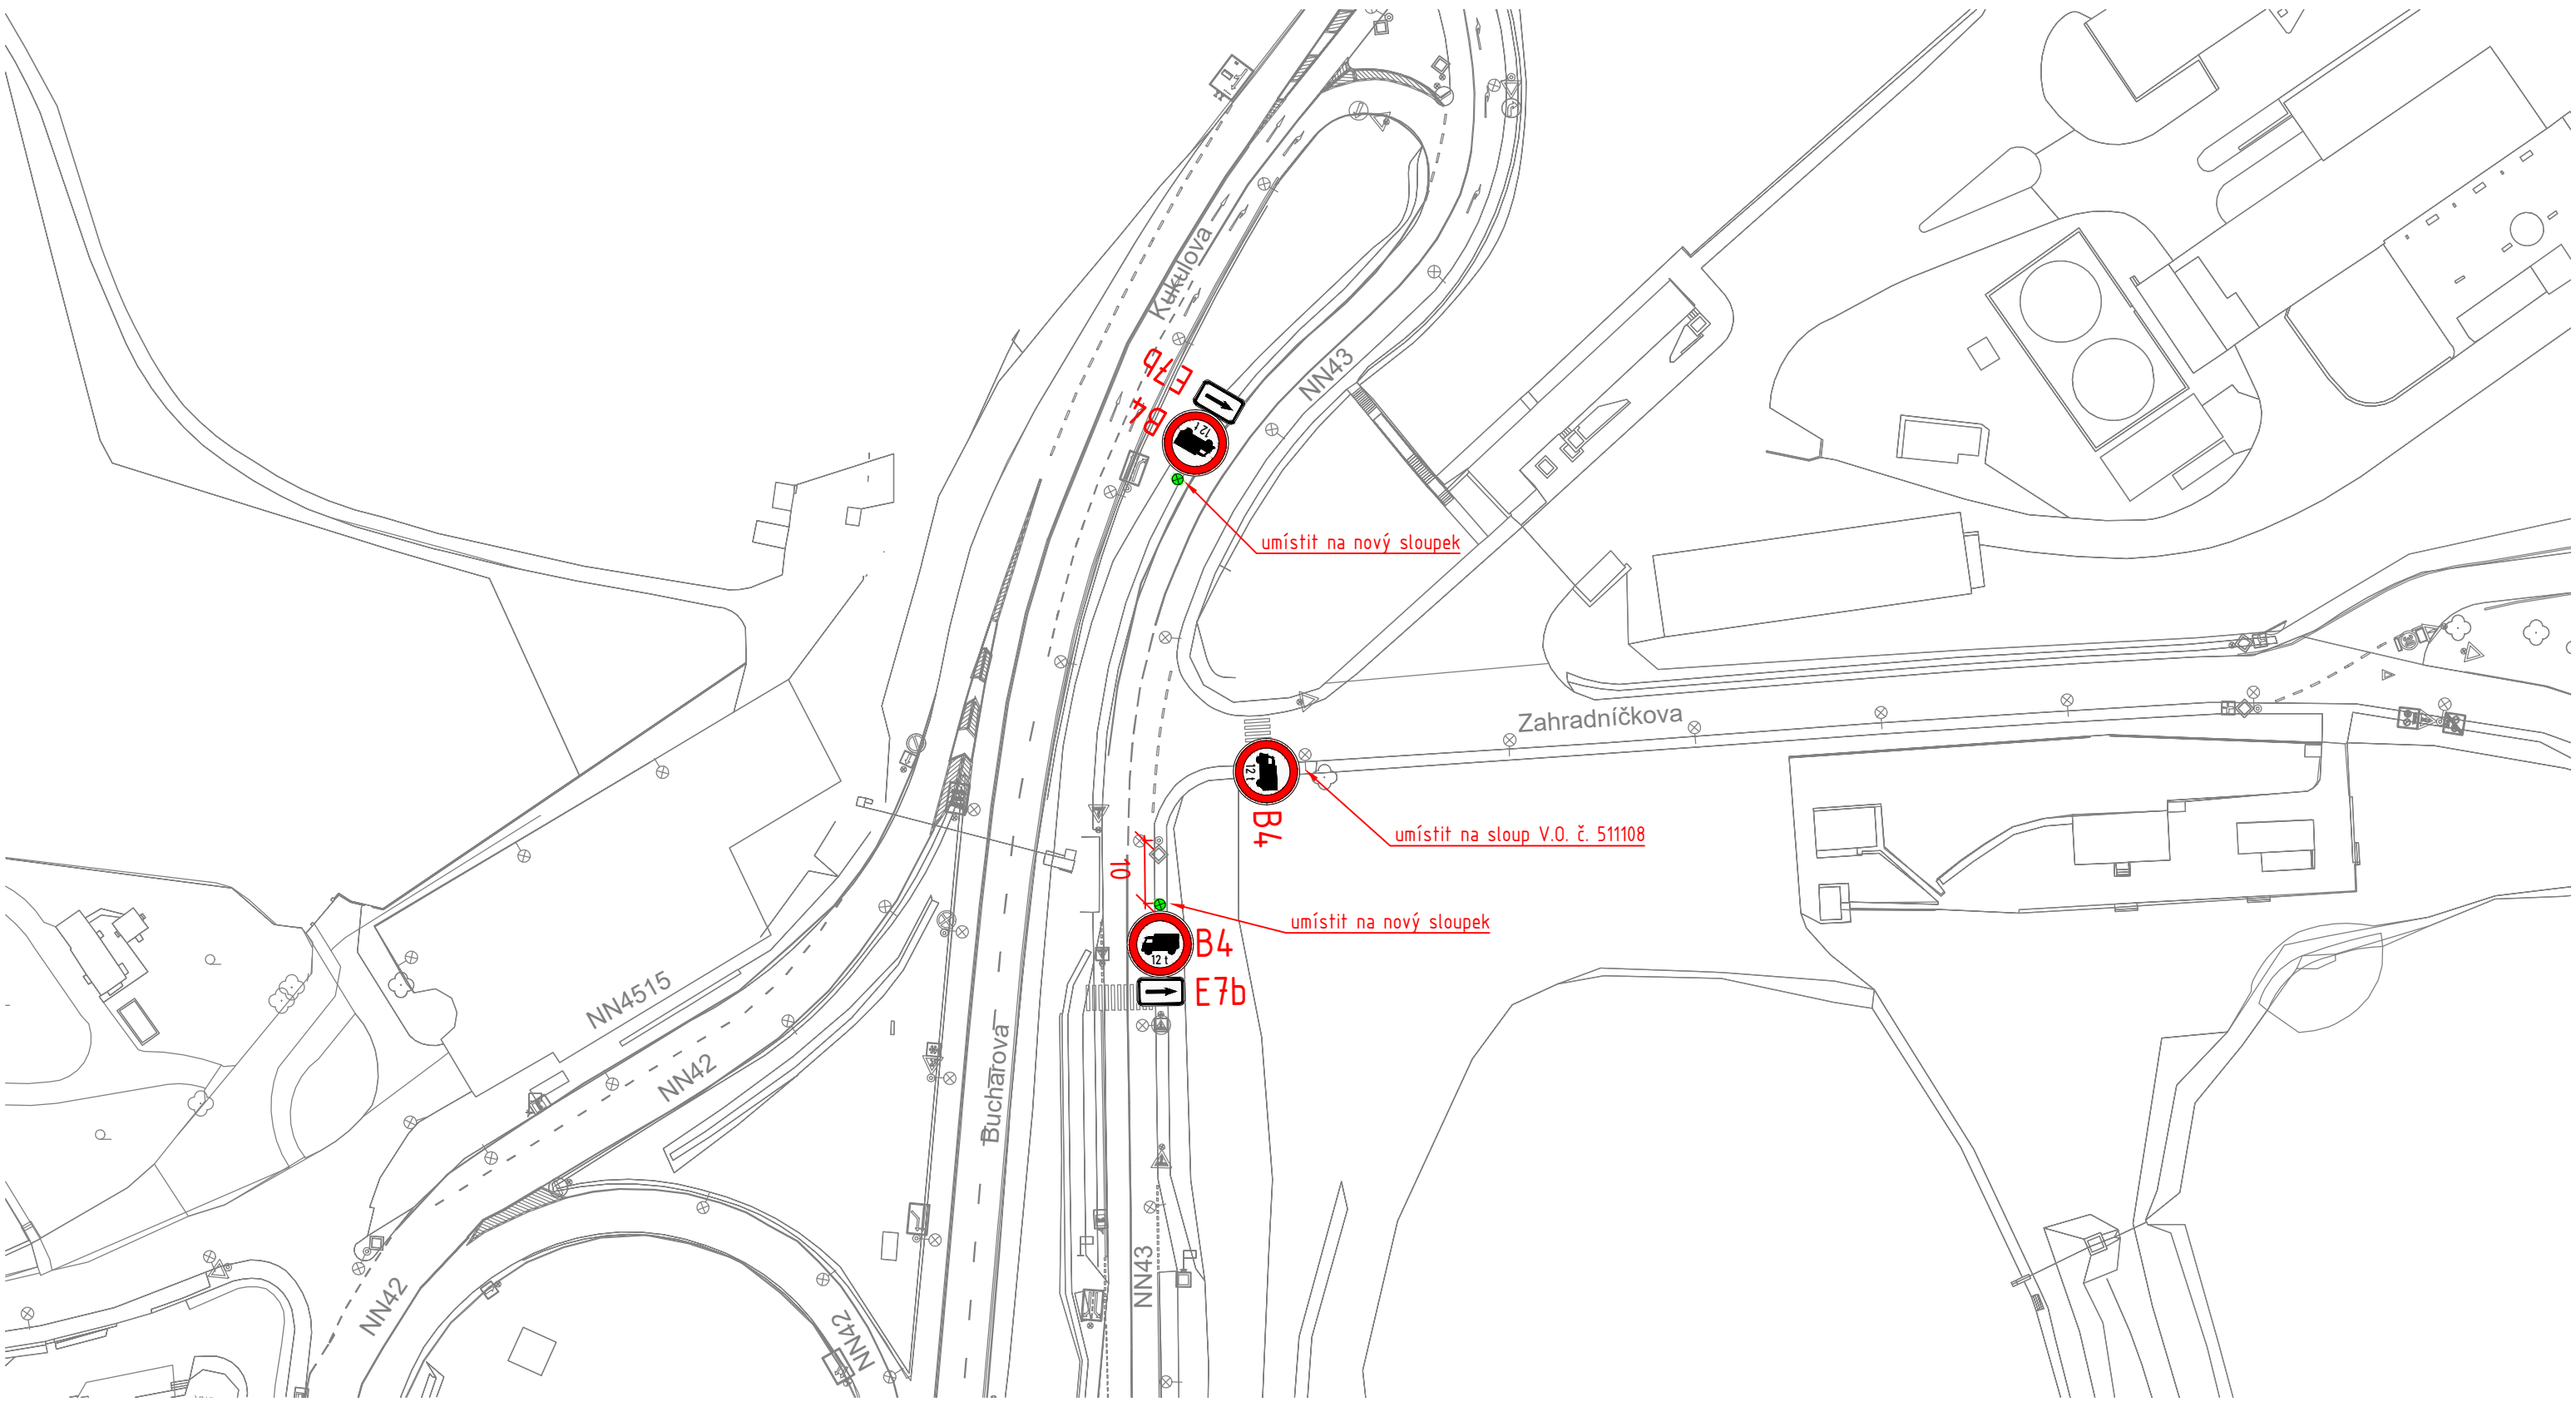 Kukulova
NN43
E7b
B4
12 t
umístit na nový sloupek
Zahradníčkova
12 t
B4
umístit na sloup V.O. č. 511108
10
umístit na nový sloupek
B4
12 t
E7b
NN4515
NN42
Bucharova
NN43
NN42
NN42